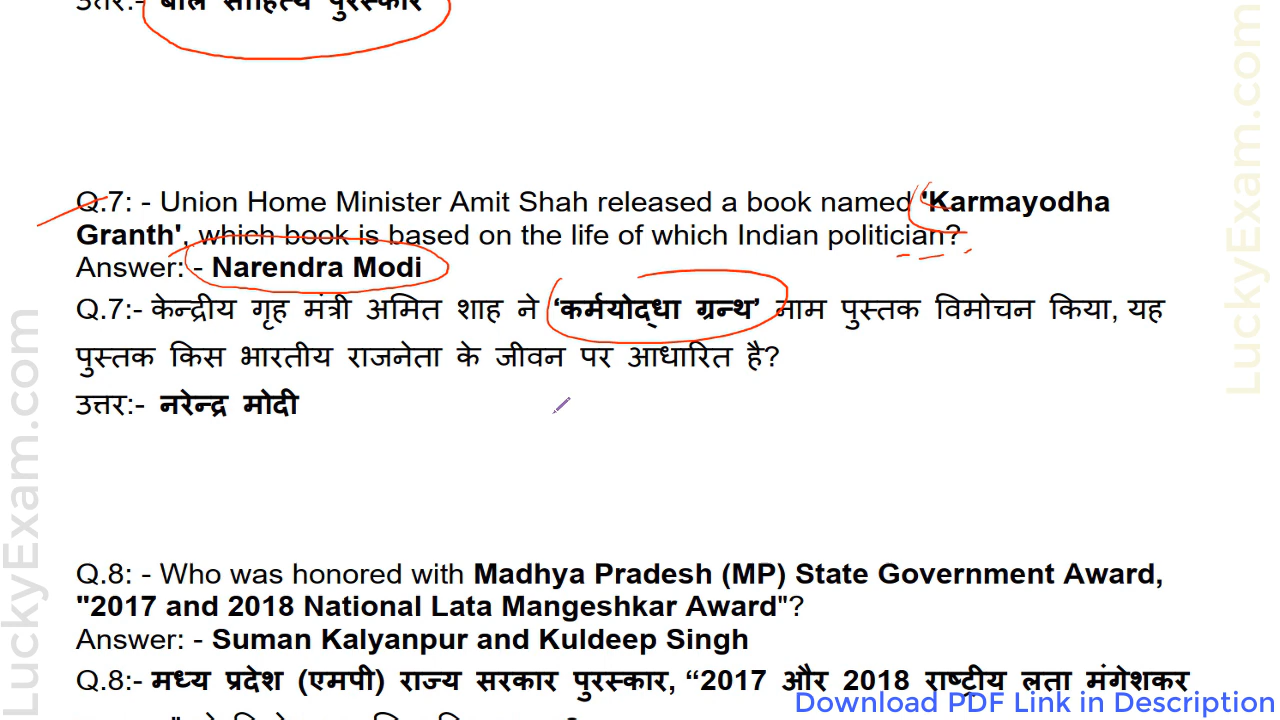 उत्तर:- बाल साहित्य पुरस्कार
Q.7: - Union Home Minister Amit Shah released a book named 'Karmayodha
Granth', which book is based on the life of which Indian politician?
Answer: - Narendra Modi
Q.7:- केन्द्रीय गृह मंत्री अमित शाह ने ‘कर्मयोद्धा ग्रन्थ’ नाम पुस्तक विमोचन किया, यह
पुस्तक किस भारतीय राजनेता के जीवन पर आधारित है?
उत्तर:- नरेन्द्र मोदी
Q.8: - Who was honored with Madhya Pradesh (MP) State Government Award,
"2017 and 2018 National Lata Mangeshkar Award"?
Answer: - Suman Kalyanpur and Kuldeep Singh
Q.8:- मध्य प्रदेश (एमपी) राज्य सरकार पुरस्कार, “2017 और 2018 राष्ट्रीय लता मंगेशकर
Download PDF Link in Description
LuckyExam.com
LuckyExam.com